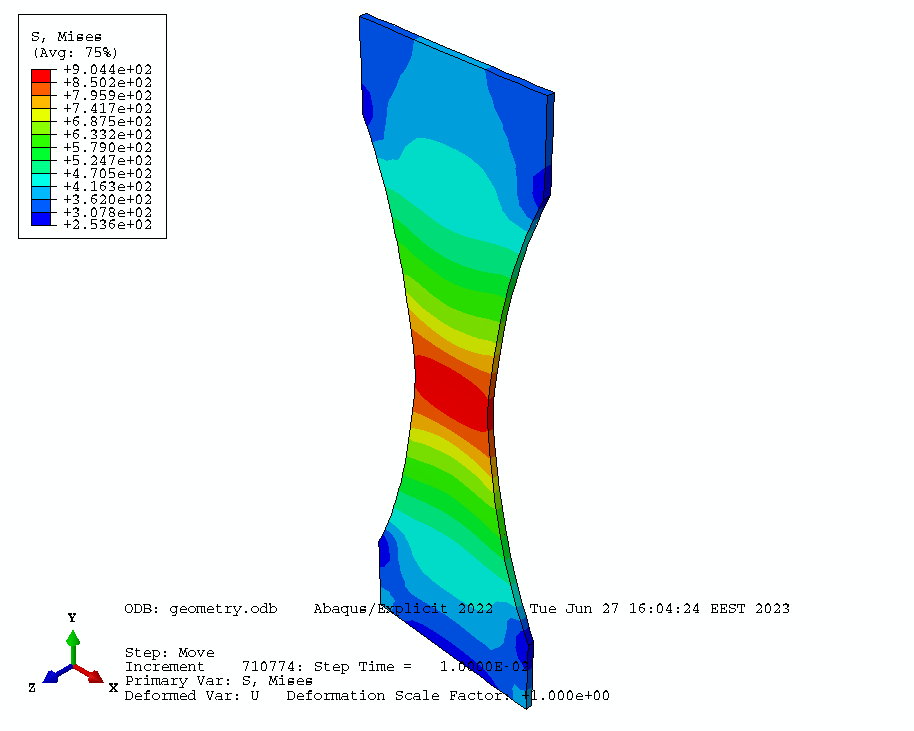 S, Mises
(Avg: 75%)
+9.044e+02
+8.502e+02
+7.959e+02
+7.417e+02
+6.875e+02
+6.332e+02
+5.790e+02
+5.247e+02
+4.705e+02
+4.163e+02
+3.620e+02
+3.078e+02
+2.536e+02
ODB: geometry.odb    Abaqus/Explicit 2022    Tue Jun 27 16:04:24 EEST 2023
Y
Z
X
Step: Move
Increment    710774: Step Time =    1.0000E-02
Primary Var: S, Mises
Deformed Var: U   Deformation Scale Factor: +1.000e+00